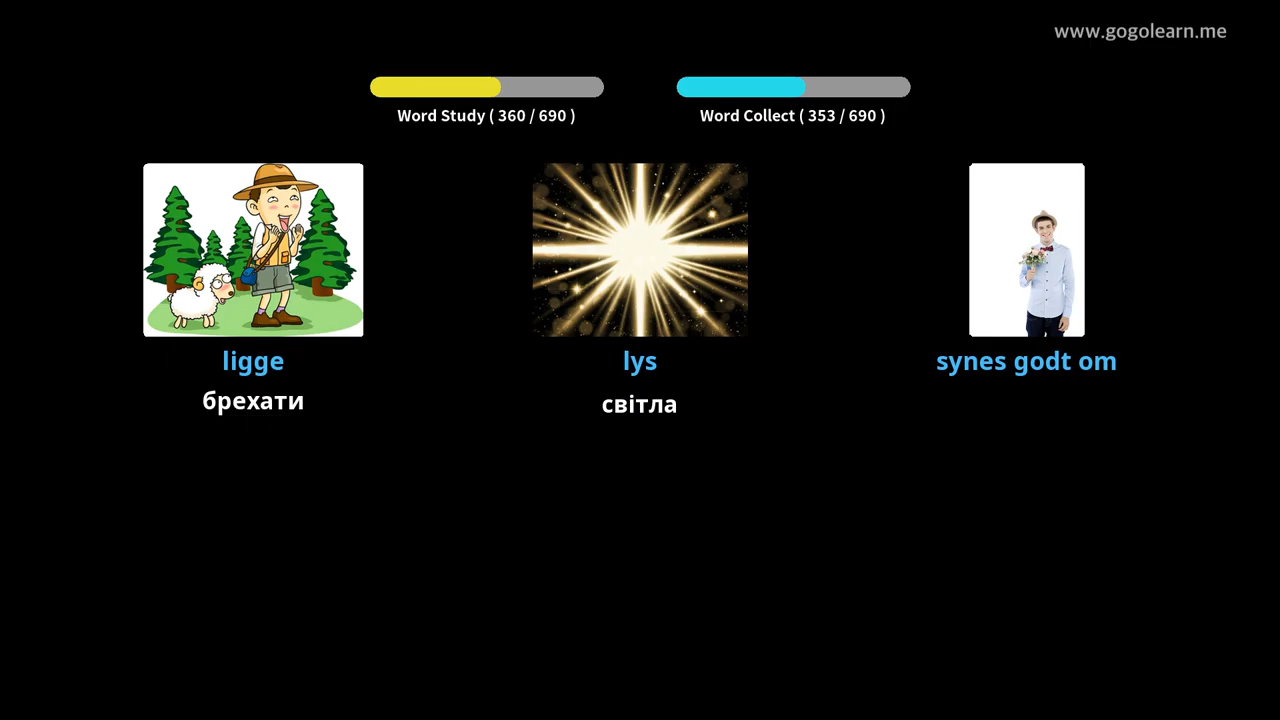 www.gogolearn.me
Word Study ( 360 / 690 )
Word Collect ( 353 / 690 )
ligge
lys
synes godt om
брехати
світла